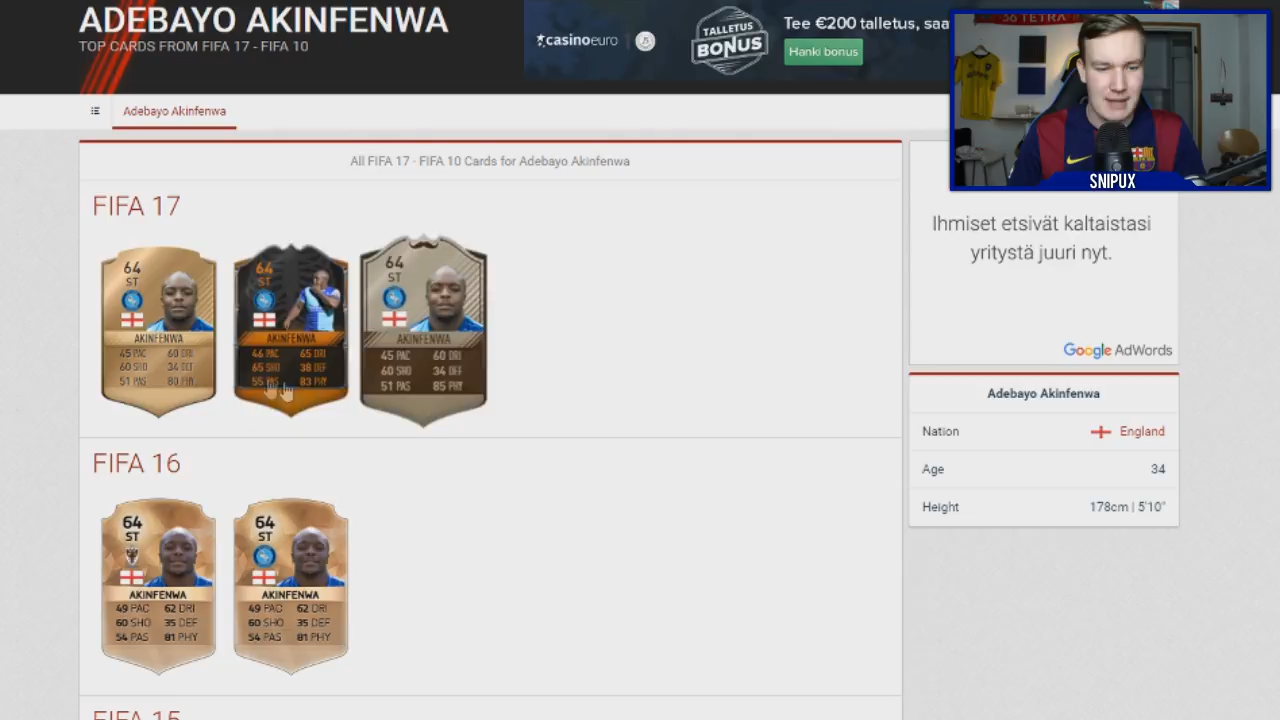 ADEBAYO AKINFENWA
TOP CARDS FROM FIFA 17 - FIFA 10
casinoeuro
TALLETUS
BONUS
Tee €200 talletus, saa
Hanki bonus
SNIPUX
Adebayo Akinfenwa
All FIFA 17 - FIFA 10 Cards for Adebayo Akinfenwa
FIFA 17
64
ST
AKINFENWA
45 PAC 60 DRI
60 SHO 34 DEF
51 PAS 80 PHY
64
ST
AKINFENWA
46 PAC 65 DRI
65 SHO 38 DEF
55 PAS 83 PHY
64
ST
AKINFENWA
45 PAC 60 DRI
60 SHO 34 DEF
51 PAS 85 PHY
FIFA 16
64
ST
AKINFENWA
49 PAC 62 DRI
60 SHO 35 DEF
54 PAS 81 PHY
64
ST
AKINFENWA
49 PAC 62 DRI
60 SHO 35 DEF
54 PAS 81 PHY
FIFA 15
Ihmiset etsivät kaltaistasi
yritystä juuri nyt.
Google AdWords
Adebayo Akinfenwa
Nation England
Age 34
Height 178cm | 5'10"